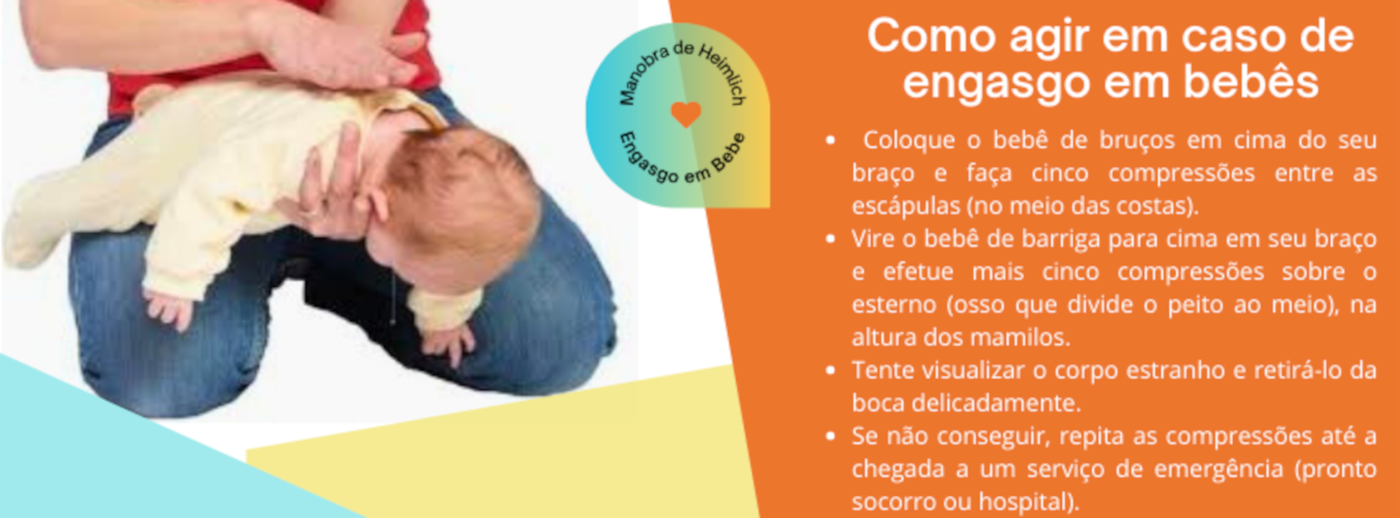 Manobra de Heimlich
Engasgo em Bebe
Como agir em caso de
engasgo em bebês
• Coloque o bebê de bruços em cima do seu
braço e faça cinco compressões entre as
escápulas (no meio das costas).
• Vire o bebê de barriga para cima em seu braço
e efetue mais cinco compressões sobre o
esterno (osso que divide o peito ao meio), na
altura dos mamilos.
• Tente visualizar o corpo estranho e retirá-lo da
boca delicadamente.
• Se não conseguir, repita as compressões até a
chegada a um serviço de emergência (pronto
socorro ou hospital).